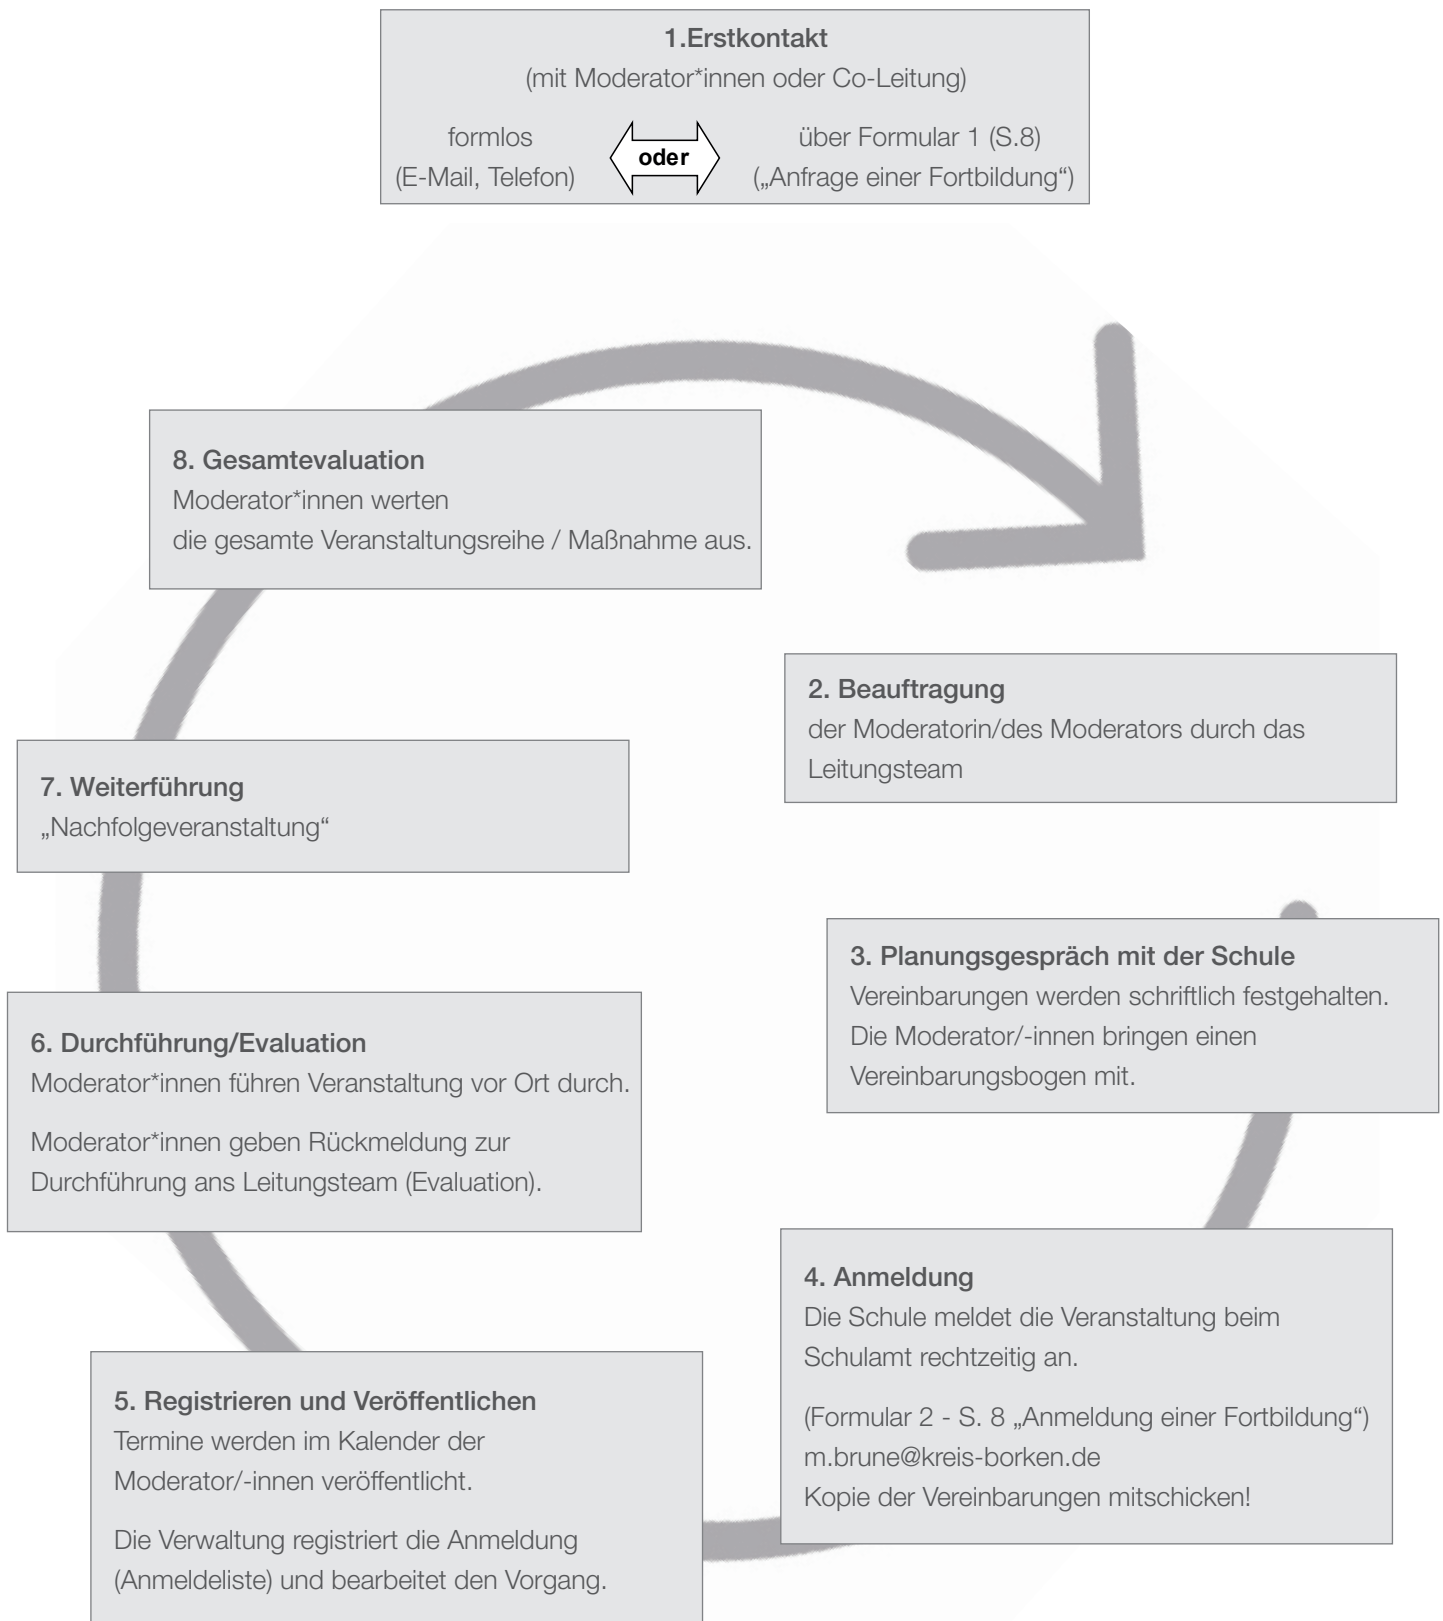 1.Erstkontakt
(mit Moderator*innen oder Co-Leitung)
formlos
(E-Mail, Telefon)
oder
über Formular 1 (S.8)
(„Anfrage einer Fortbildung“)
2. Beauftragung
der Moderatorin/des Moderators durch das
Leitungsteam
3. Planungsgespräch mit der Schule
Vereinbarungen werden schriftlich festgehalten.
Die Moderator/-innen bringen einen
Vereinbarungsbogen mit.
4. Anmeldung
Die Schule meldet die Veranstaltung beim
Schulamt rechtzeitig an.
(Formular 2 - S. 8 „Anmeldung einer Fortbildung“)
m.brune@kreis-borken.de
Kopie der Vereinbarungen mitschicken!
5. Registrieren und Veröffentlichen
Termine werden im Kalender der
Moderator/-innen veröffentlicht.
Die Verwaltung registriert die Anmeldung
(Anmeldeliste) und bearbeitet den Vorgang.
6. Durchführung/Evaluation
Moderator*innen führen Veranstaltung vor Ort durch.
Moderator*innen geben Rückmeldung zur
Durchführung ans Leitungsteam (Evaluation).
7. Weiterführung
„Nachfolgeveranstaltung“
8. Gesamtevaluation
Moderator*innen werten
die gesamte Veranstaltungsreihe / Maßnahme aus.